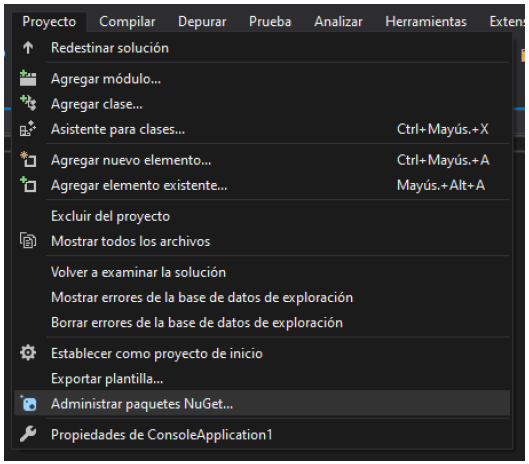 Proyecto Compilar Depurar Prueba Analizar Herramientas
Redestinar solución
Agregar módulo...
Agregar clase...
Asistente para clases... Ctrl+Mayús.+X
Agregar nuevo elemento... Ctrl+Mayús.+A
Agregar elemento existente... Mayús.+Alt+A
Excluir del proyecto
Mostrar todos los archivos
Volver a examinar la solución
Mostrar errores de la base de datos de exploración
Borrar errores de la base de datos de exploración
Establecer como proyecto de inicio
Exportar plantilla...
Administrar paquetes NuGet...
Propiedades de ConsoleApplication1